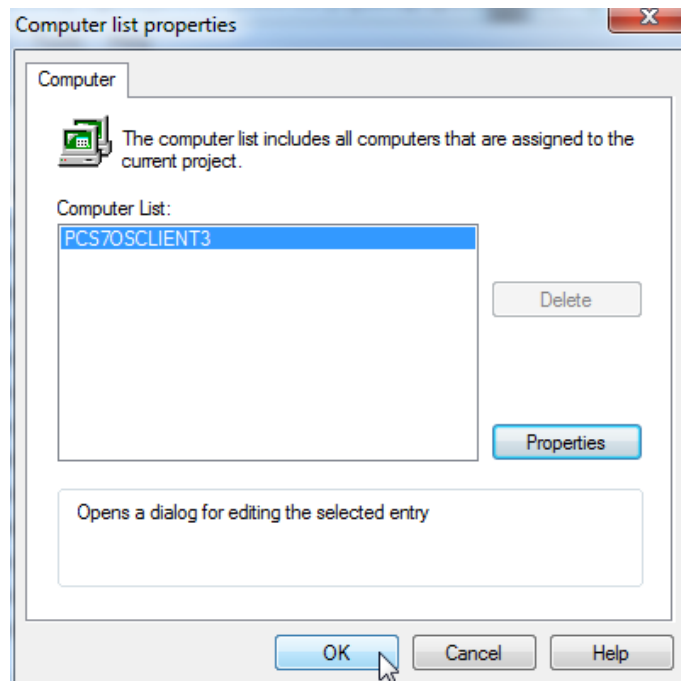 Computer list properties
X
Computer
The computer list includes all computers that are assigned to the
current project.
Computer List:
PCS7OSCLIENT3
Delete
Properties
Opens a dialog for editing the selected entry
OK
Cancel
Help